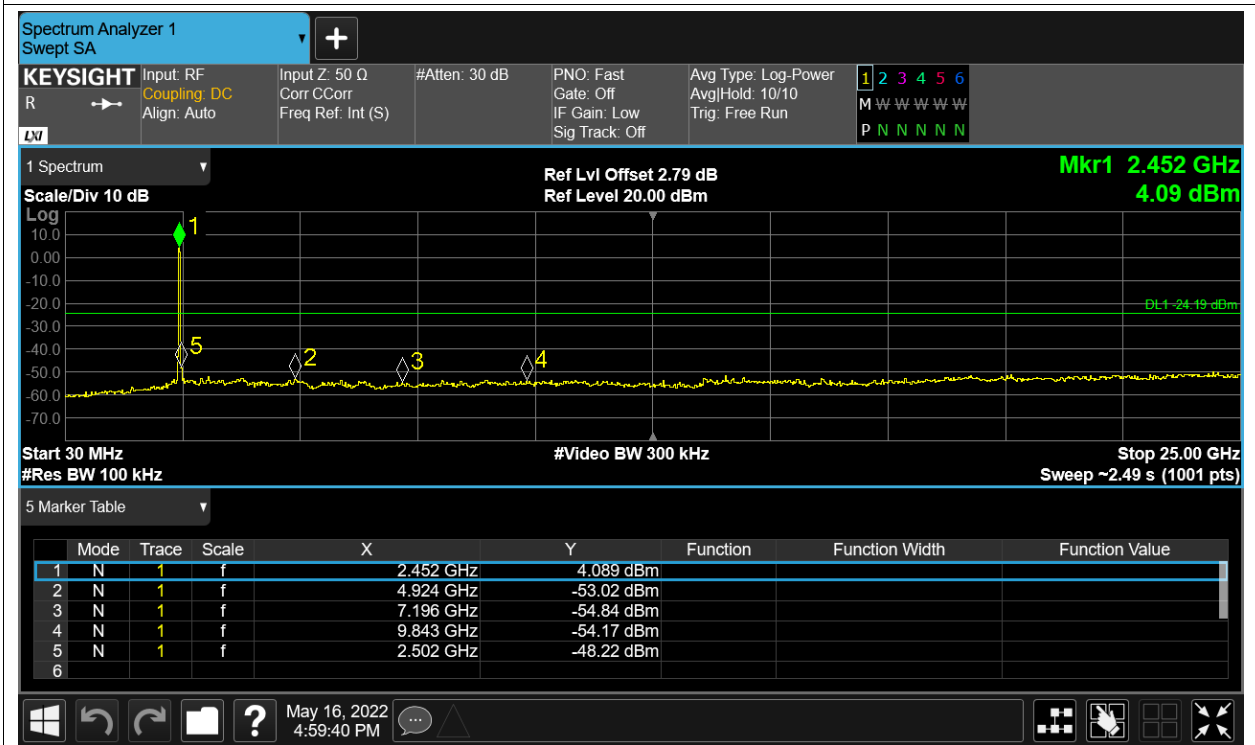 Spectrum Analyzer 1
Swept SA
KEYSIGHT Input: RF Input Z: 50 Ω #Atten: 30 dB PNO: Fast Avg Type: Log-Power 1 2 3 4 5 6
R Coupling: DC Corr CCorr Gate: Off Avg|Hold: 10/10 M W W W W W
Align: Auto Freq Ref: Int (S) IF Gain: Low Trig: Free Run
LXI Sig Track: Off P N N N N N
1 Spectrum Ref Lvl Offset 2.79 dB Mkr1 2.452 GHz
Scale/Div 10 dB Ref Level 20.00 dBm 4.09 dBm
Log
1
10.0
0.00
-10.0
-20.0 DL1 -24.19 dBm
-30.0
-40.0 5 2 3 4
-50.0
-60.0
-70.0
Start 30 MHz #Video BW 300 kHz Stop 25.00 GHz
#Res BW 100 kHz Sweep ~2.49 s (1001 pts)
5 Marker Table
Mode Trace Scale X Y Function Function Width Function Value
1 N 1 f 2.452 GHz 4.089 dBm
2 N 1 f 4.924 GHz -53.02 dBm
3 N 1 f 7.196 GHz -54.84 dBm
4 N 1 f 9.843 GHz -54.17 dBm
5 N 1 f 2.502 GHz -48.22 dBm
6
? May 16, 2022
4:59:40 PM